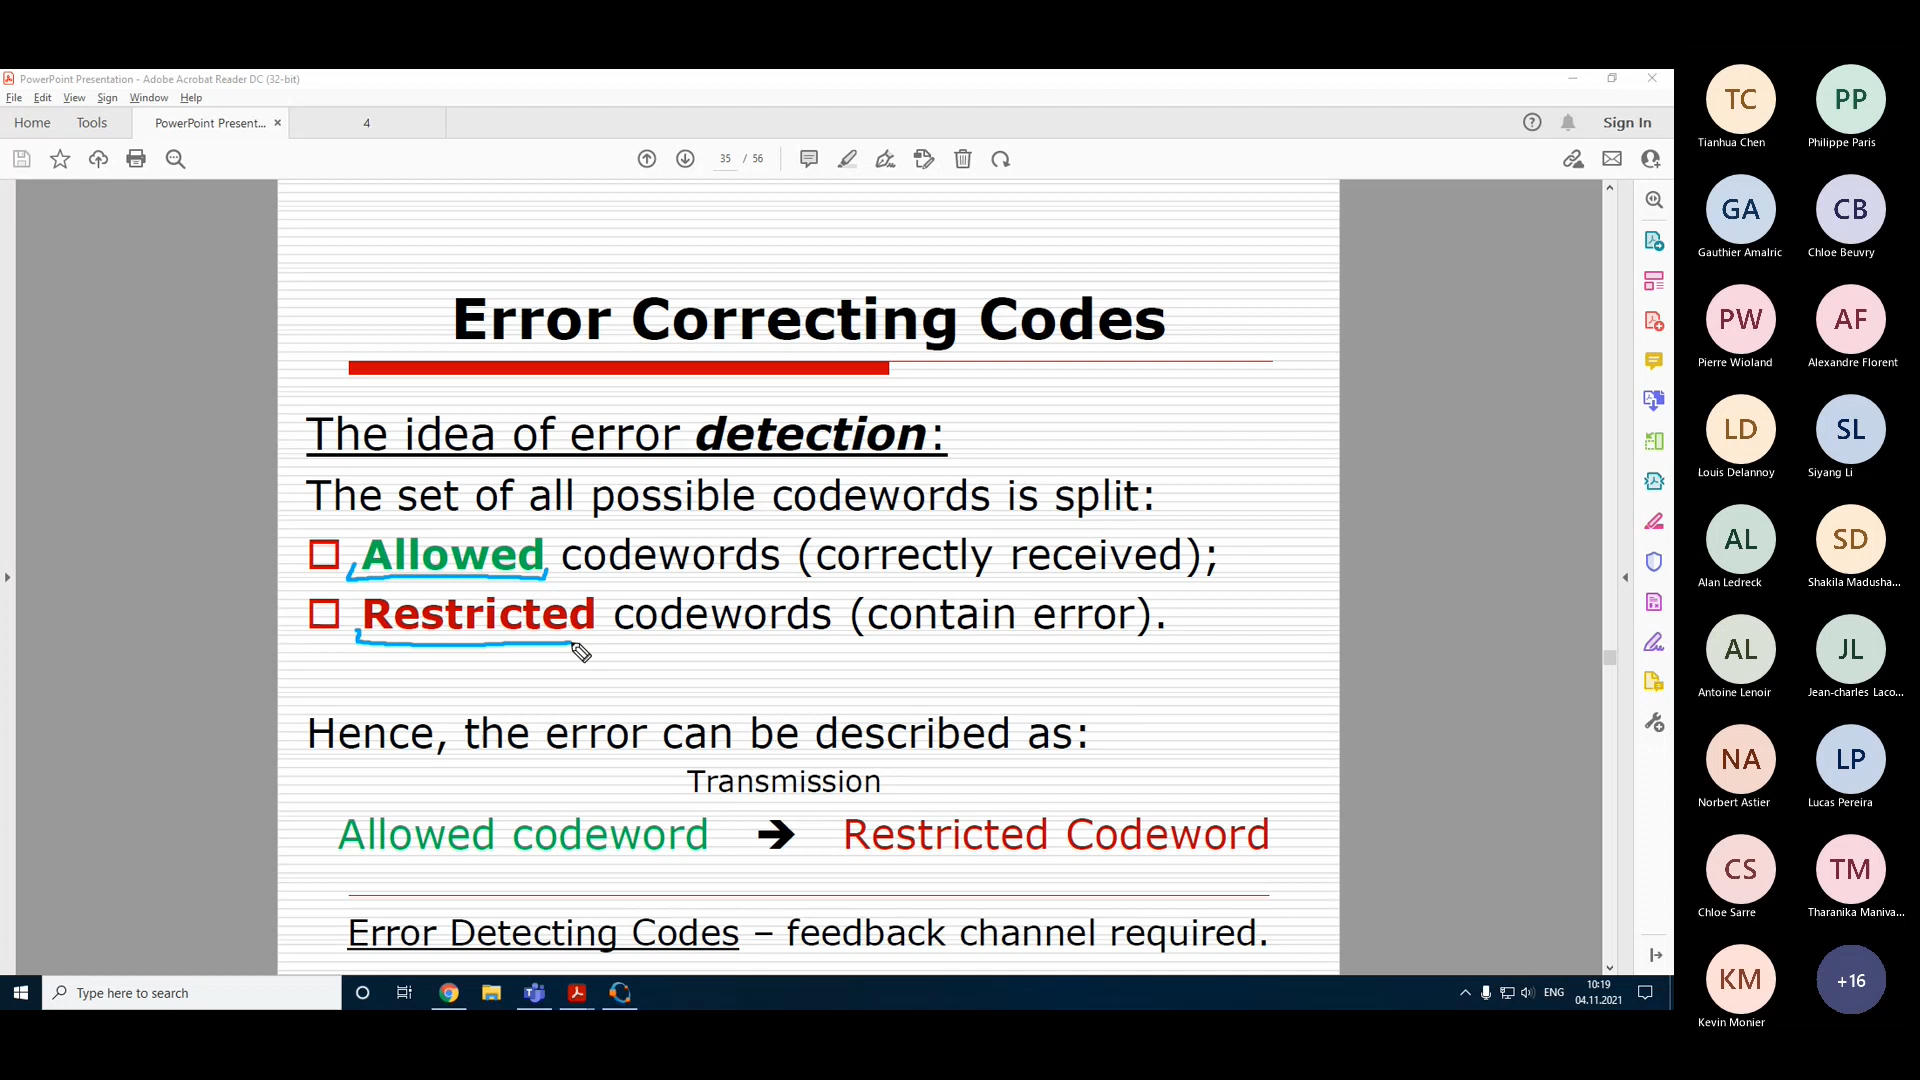 PowerPoint Presentation - Adobe Acrobat Reader DC (32-bit)
File Edit View Sign Window Help
Home Tools PowerPoint Present... × 4 Sign In
35 / 56
Error Correcting Codes
The idea of error detection:
The set of all possible codewords is split:
Allowed codewords (correctly received);
Restricted codewords (contain error).
Hence, the error can be described as:
Transmission
Allowed codeword ➔ Restricted Codeword
Error Detecting Codes – feedback channel required.
Type here to search
ENG
10:19
04.11.2021
TC PP
Tianhua Chen Philippe Paris
GA CB
Gauthier Amalric Chloe Beuvry
PW AF
Pierre Wioland Alexandre Florent
LD SL
Louis Delannoy Siyang Li
AL SD
Alan Ledreck Shakila Madusha...
AL JL
Antoine Lenoir Jean-charles Laco...
NA LP
Norbert Astier Lucas Pereira
CS TM
Chloe Sarre Tharanika Maniva...
KM +16
Kevin Monier